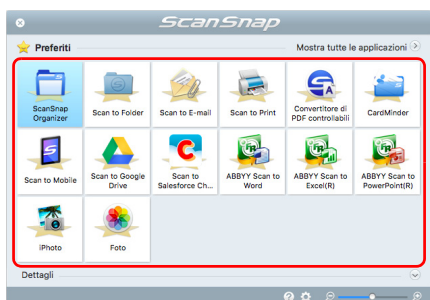 ScanSnap
Preferiti
Mostra tutte le applicazioni
ScanSnap
Organizer
Scan to Folder
Scan to E-mail
Scan to Print
Convertitore di
PDF controllabili
CardMinder
Scan to Mobile
Scan to Google
Drive
Scan to
Salesforce Ch...
ABBYY Scan to
Word
ABBYY Scan to
Excel(R)
ABBYY Scan to
PowerPoint(R)
iPhoto
Foto
Dettagli